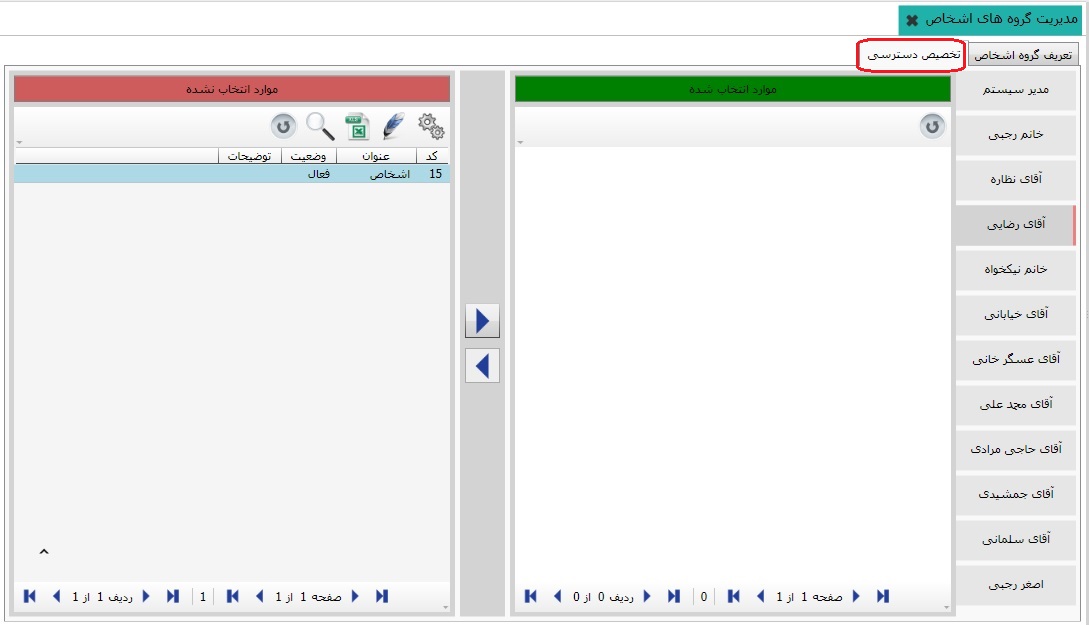 مدیریت گروه های اشخاص
تعریف گروه اشخاص
تخصیص دسترسی
مدیر سیستم
خانم رجبی
آقای نظاره
آقای رضایی
خانم نیکخواه
آقای خیابانی
آقای عسگر خانی
آقای محمد علی
آقای حاجی مرادی
آقای جمشیدی
آقای سلمانی
اصغر رجبی
موارد انتخاب شده
صفحه 1 از 1
0
ردیف 0 از 0
موارد انتخاب نشده
کد عنوان وضعیت توضیحات
15 اشخاص فعال
صفحه 1 از 1
1
ردیف 1 از 1